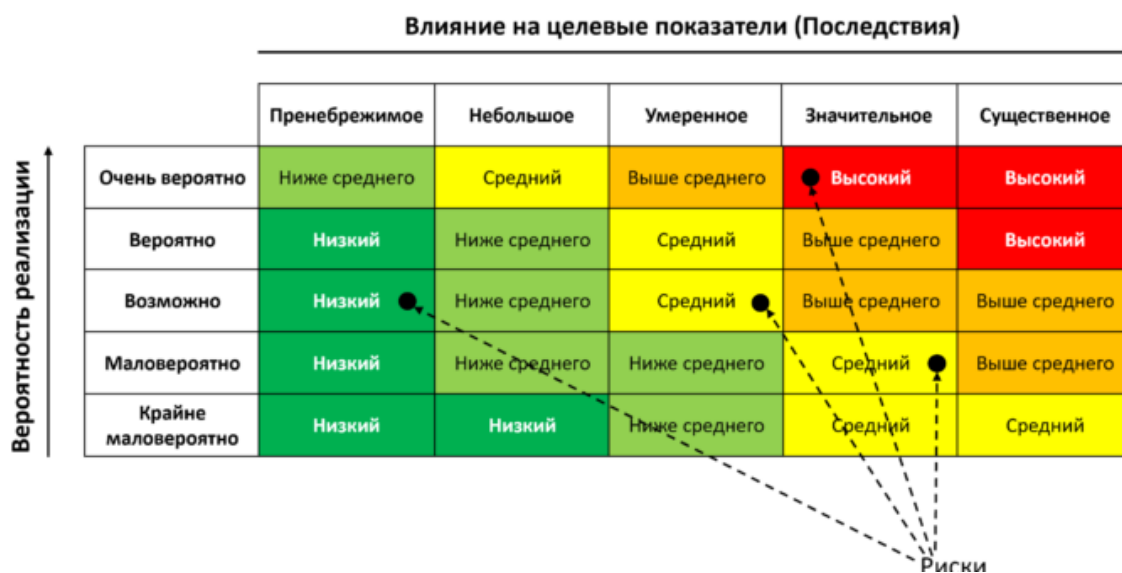 Влияние на целевые показатели (Последствия)
Пренебрежимое Небольшое Умеренное Значительное Существенное
Вероятность реализации
Очень вероятно Ниже среднего Средний Выше среднего Высокий Высокий
Вероятно Низкий Ниже среднего Средний Выше среднего Высокий
Возможно Низкий Ниже среднего Средний Выше среднего Выше среднего
Маловероятно Низкий Ниже среднего Ниже среднего Средний Выше среднего
Крайне
маловероятно Низкий Низкий Ниже среднего Средний Средний
Риски